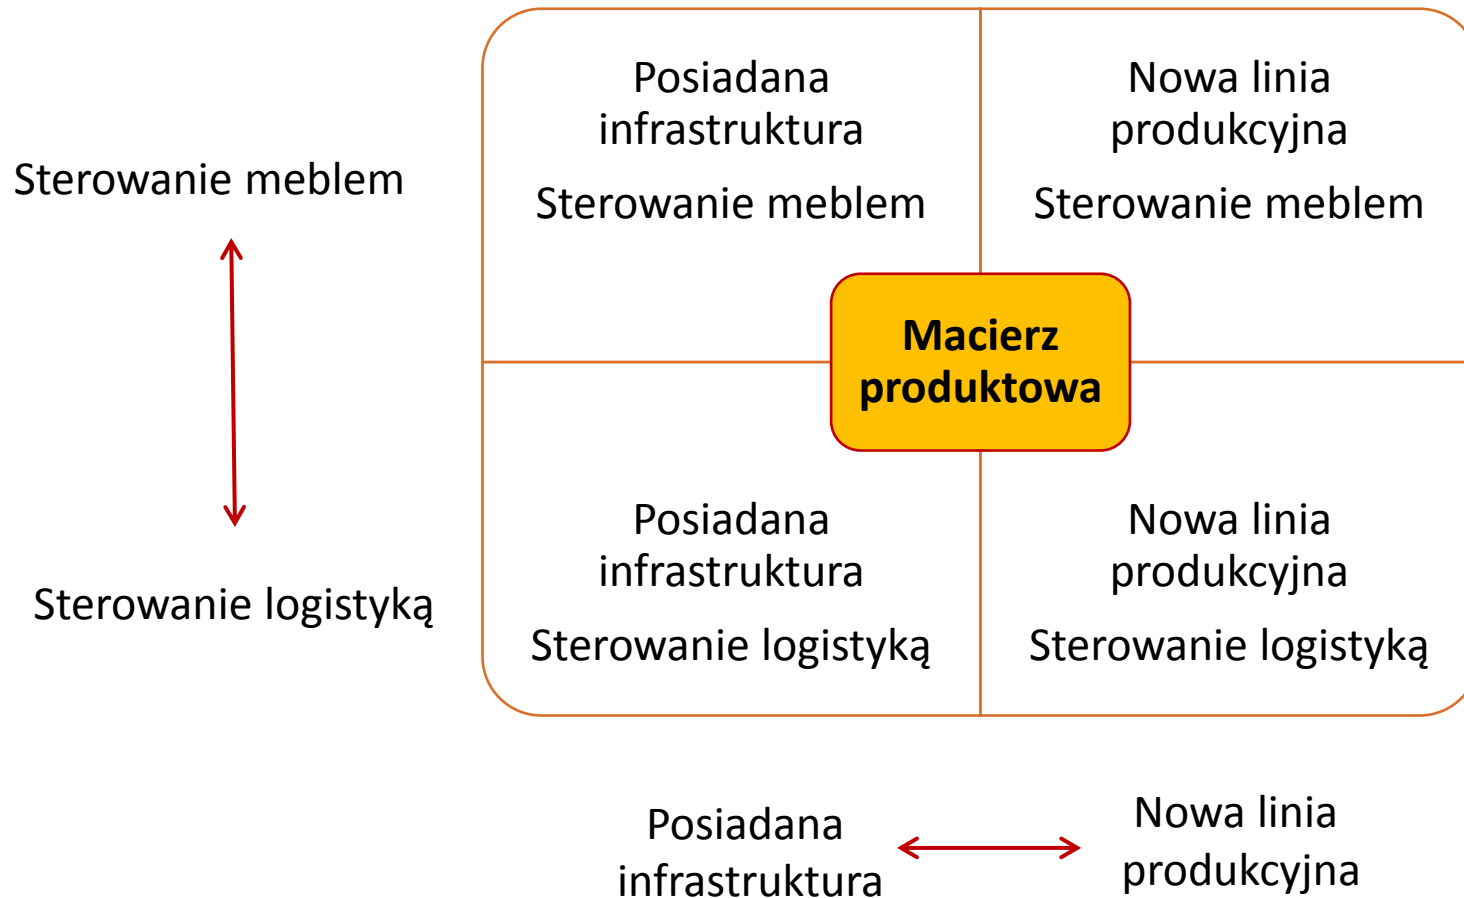 Posiadana
infrastruktura
Sterowanie meblem
Nowa linia
produkcyjna
Sterowanie meblem
Sterowanie meblem
Macierz
produktowa
Sterowanie logistyką
Posiadana
infrastruktura
Sterowanie logistyką
Nowa linia
produkcyjna
Sterowanie logistyką
Posiadana
infrastruktura
Nowa linia
produkcyjna